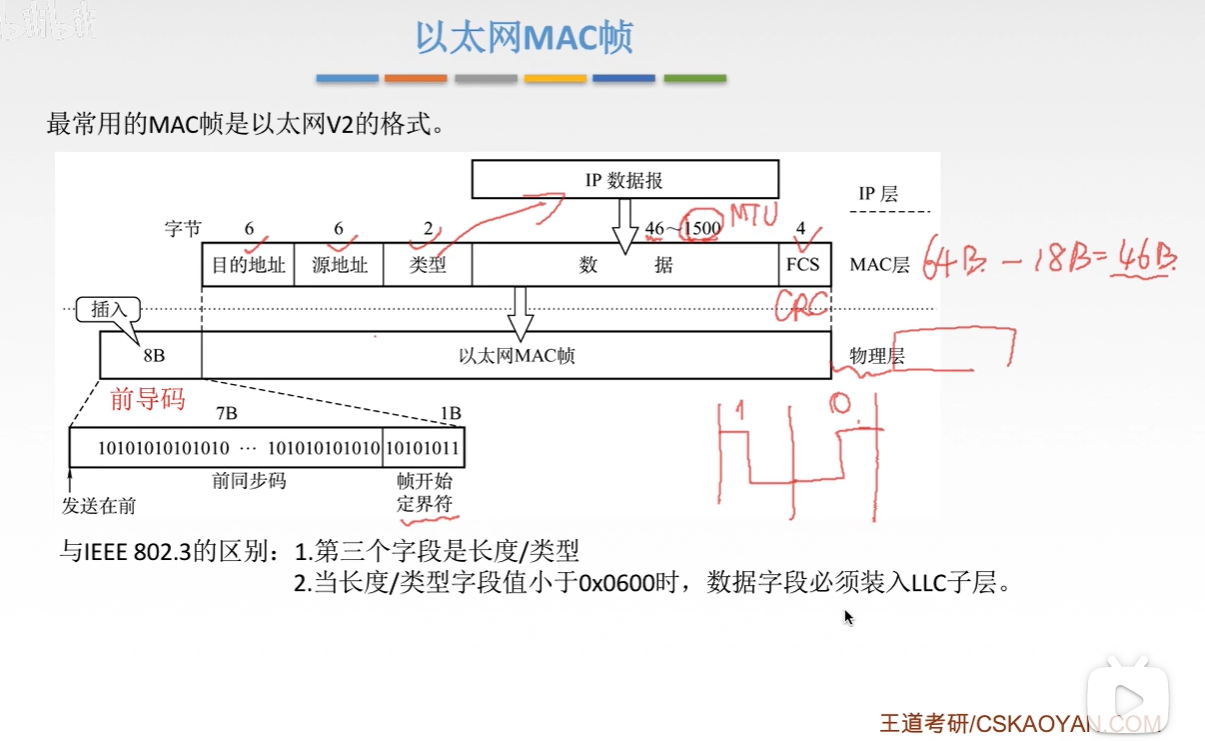 bilibili
以太网MAC帧
最常用的MAC帧是以太网V2的格式。
IP 数据报
IP 层
字节 6 6 2 46~1500 4
MTU
目的地址 源地址 类型 数 据 FCS
MAC层
64B - 18B = 46B
CRC
插入
8B
以太网MAC帧
物理层
前导码
7B 1B
1 0
10101010101010 ··· 101010101010 10101011
前同步码
帧开始
定界符
发送在前
与IEEE 802.3的区别：1.第三个字段是长度/类型
2.当长度/类型字段值小于0x0600时，数据字段必须装入LLC子层。
王道考研/CSKAOYAN.COM